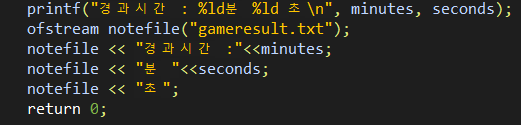 printf("경과시간 : %ld분 %ld 초 \n", minutes, seconds);
ofstream notefile("gameresult.txt");
notefile << "경과시간 :"<<minutes;
notefile << "분 "<<seconds;
notefile << "초 ";
return 0;